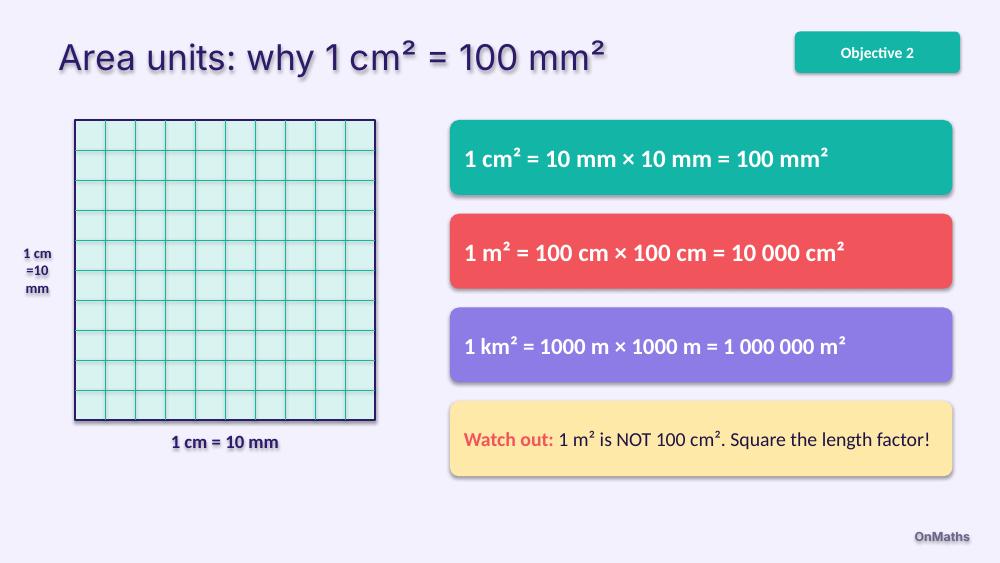 Area units: why 1 cm² = 100 mm²
Objective 2
1 cm
=10
mm
1 cm = 10 mm
1 cm² = 10 mm × 10 mm = 100 mm²
1 m² = 100 cm × 100 cm = 10 000 cm²
1 km² = 1000 m × 1000 m = 1 000 000 m²
Watch out: 1 m² is NOT 100 cm². Square the length factor!
OnMaths